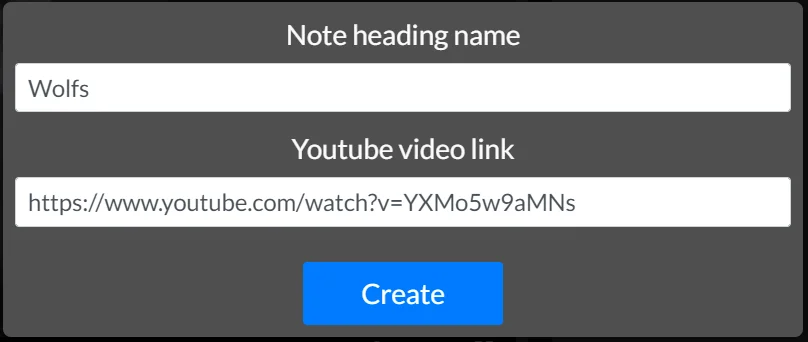 Note heading name
Wolfs
Youtube video link
https://www.youtube.com/watch?v=YXMo5w9aMNs
Create